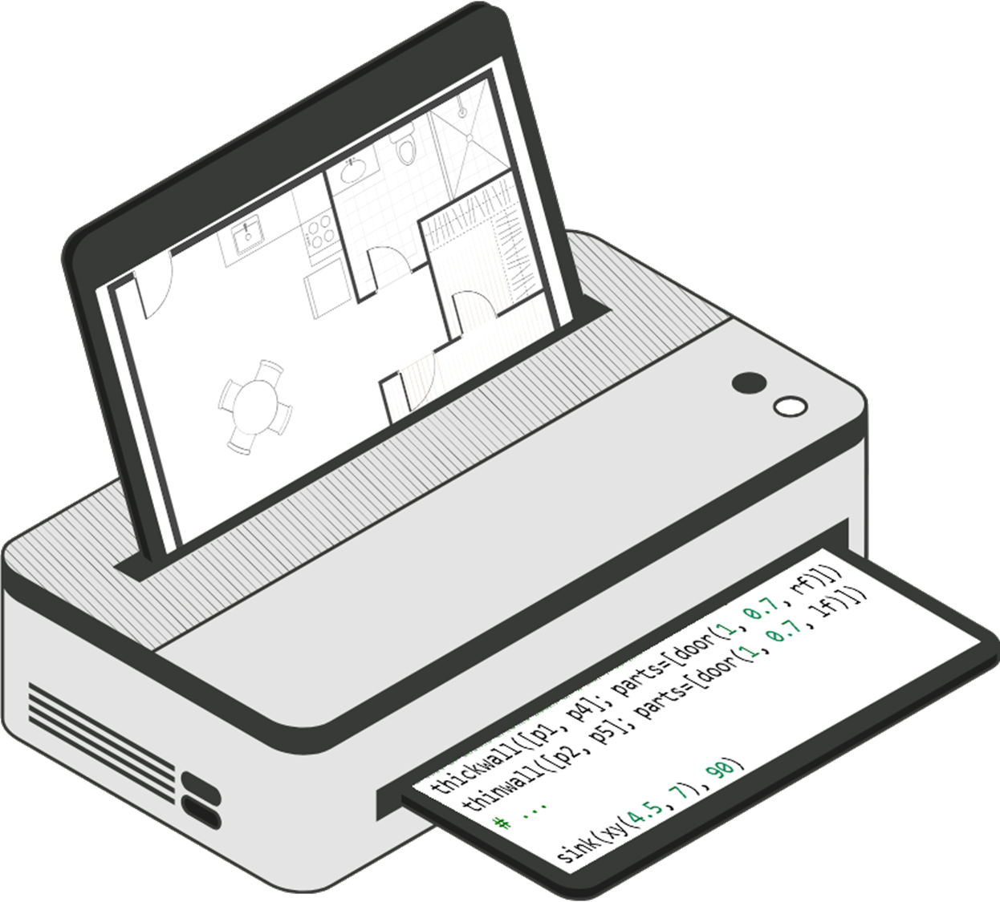 thickwall([p1, p4]; parts=[door(1, 0.7, rf)])
thinwall([p2, p5]; parts=[door(1, 0.7, lf)])
# ...
sink(xy(4.5, 7), 90)